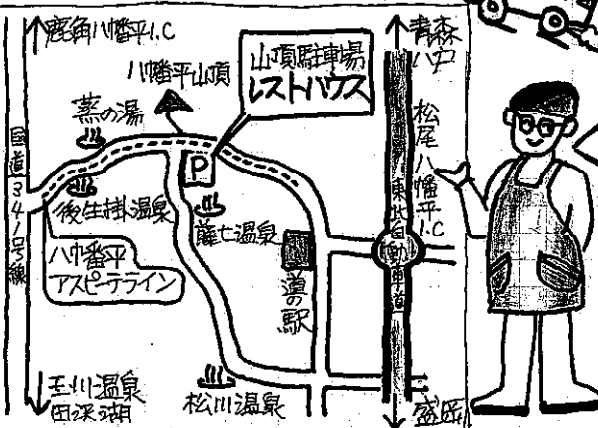 鹿角八幡平I.C
青森
八戸
山頂駐車場
レストハウス
八幡平山頂
蒸の湯
国道341号線
P
松尾八幡平I.C
東北自動車道
後生掛温泉
藤七温泉
八幡平
アスピーテライン
道の駅
玉川温泉
田沢湖
松川温泉
盛岡